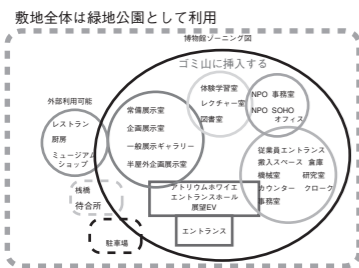 敷地全体は緑地公園として利用
博物館ゾーニング図
ゴミ山に挿入する
外部利用可能
レストラン
厨房
ミュージアム
ショップ
常備展示室
企画展示室
一般展示ギャラリー
半屋外企画展示室
体験学習室
レクチャー室
図書室
NPO 事務室
NPO SOHO
オフィス
従業員エントランス
搬入スペース 倉庫
機械室 研究室
カウンター クローク
事務室
アトリウムホワイエ
エントランスホール
展望EV
エントランス
桟橋
待合所
駐車場